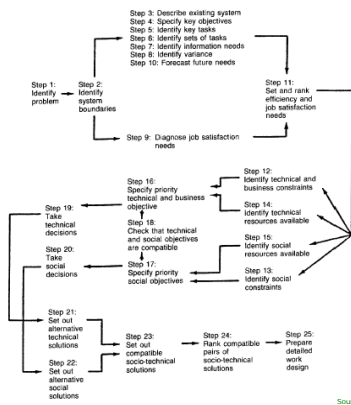 Step 3: Describe existing system
Step 4: Specify key objectives
Step 5: Identify key tasks
Step 6: Identify sets of tasks
Step 7: Identify information needs
Step 8: Identify variance
Step 10: Forecast future needs
Step 1:
Identify
problem
Step 2:
Identify
system
boundaries
Step 11:
Set and rank
efficiency and
job satisfaction
needs
Step 9: Diagnose job satisfaction
needs
Step 12:
Identify technical and
business constraints
Step 16:
Specify priority
technical and business
objective
Step 14:
Identify technical
resources available
Step 19:
Take
technical
decisions
Step 18:
Check that technical
and social objectives
are compatible
Step 15:
Identify social
resources available
Step 20:
Take
social
decisions
Step 17:
Specify priority
social objectives
Step 13:
Identify social
constraints
Step 21:
Set out
alternative
technical
solutions
Step 23:
Set out
compatible
socio-technical
solutions
Step 24:
Rank compatible
pairs of
socio-technical
solutions
Step 25:
Prepare
detailed
work
design
Step 22:
Set out
alternative
social
solutions
Sou